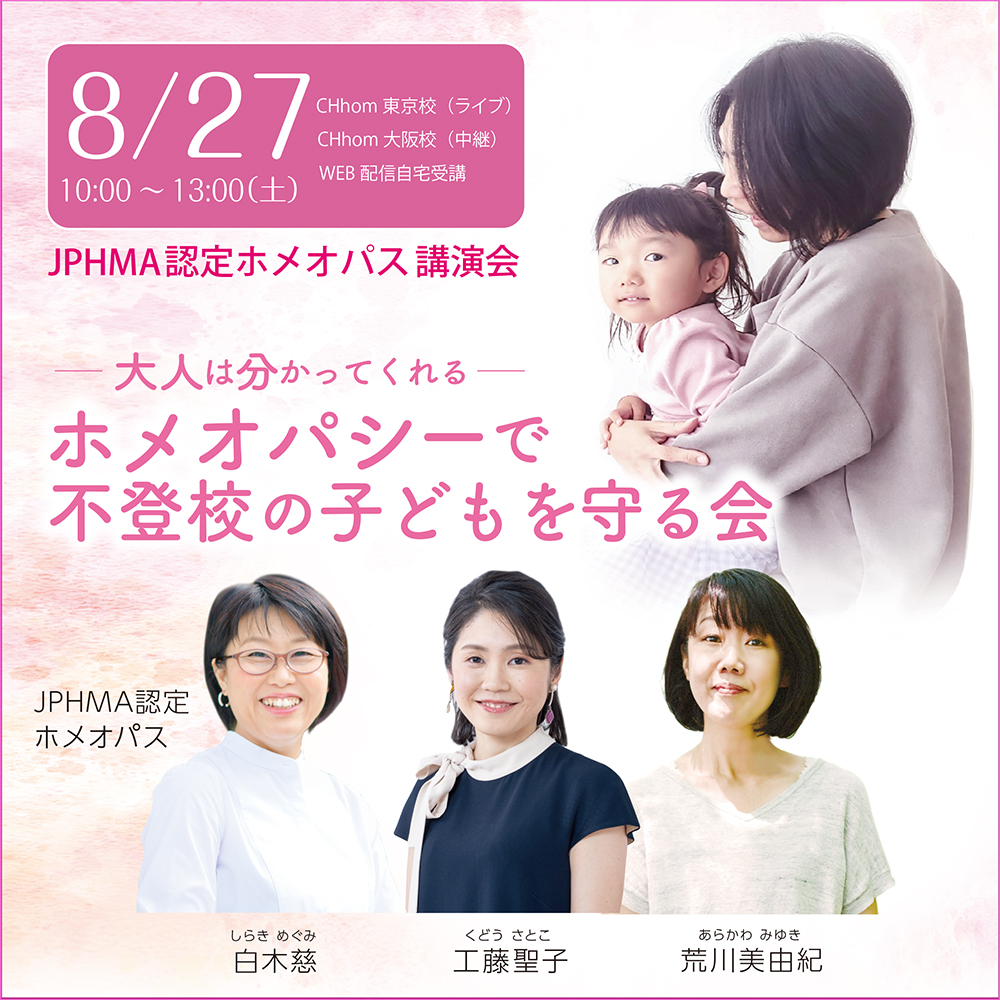 8/27
10:00 ~ 13:00(土)
CHhom 東京校（ライブ）
CHhom 大阪校（中継）
WEB 配信自宅受講
JPHMA認定ホメオパス 講演会
― 大人は分かってくれる ―
ホメオパシーで
不登校の子どもを守る会
JPHMA認定
ホメオパス
しらき めぐみ
白木慈
くどう さとこ
工藤聖子
あらかわ みゆき
荒川美由紀